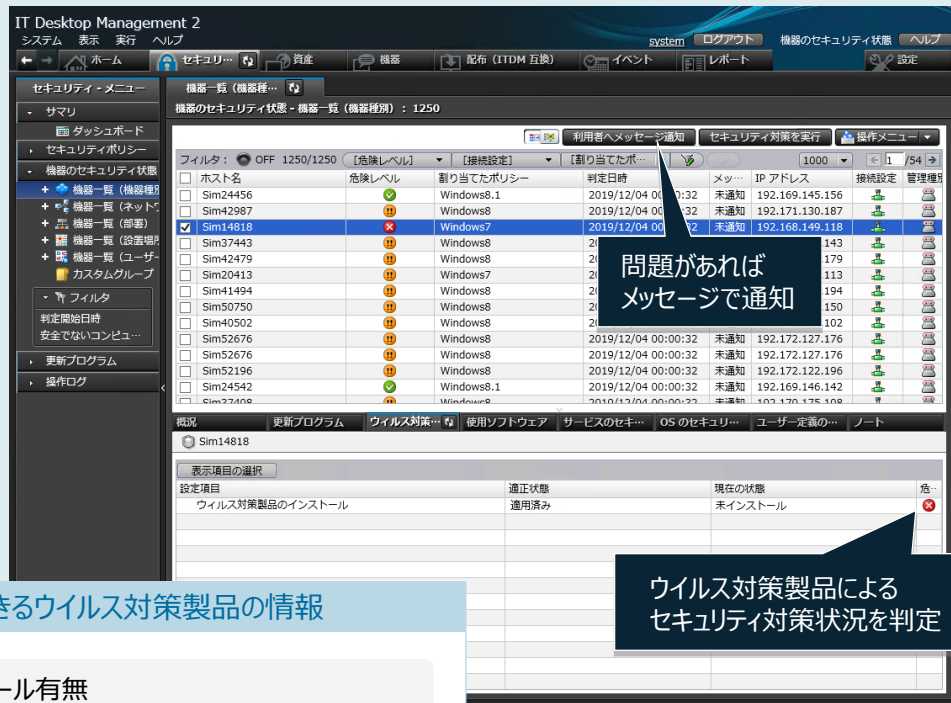 IT Desktop Management 2
システム 表示 実行 ヘルプ
system ログアウト 機器のセキュリティ状態 ヘルプ
ホーム セキュリ… 資産 機器 配布（ITDM 互換） イベント レポート 設定
セキュリティ - メニュー
サマリ
ダッシュボード
セキュリティポリシー
機器のセキュリティ状態
機器一覧（機器種別
機器一覧（ネットワ
機器一覧（部署）
機器一覧（設置場所
機器一覧（ユーザー
カスタムグループ
フィルタ
判定開始日時
安全でないコンピュ…
更新プログラム
操作ログ
機器一覧（機器種…
機器のセキュリティ状態 - 機器一覧（機器種別）： 1250
利用者へメッセージ通知 セキュリティ対策を実行 操作メニュー
フィルタ： OFF 1250/1250 [危険レベル] [接続設定] [割り当てたポ… 1000 1 /54
ホスト名 危険レベル 割り当てたポリシー 判定日時 メッ… IP アドレス 接続設定 管理種別
Sim24456 Windows8.1 2019/12/04 00:00:32 未通知 192.169.145.156
Sim42987 Windows8 2019/12/04 00 32 未通知 192.171.130.187
Sim14818 Windows7 2019/12/04 00 32 未通知 192.168.149.118
Sim37443 Windows8 143
Sim42479 Windows8 179
Sim20413 Windows7 113
Sim41494 Windows8 194
Sim50750 Windows8 150
Sim40502 Windows8 102
Sim52676 Windows8 2019/12/04 00:00:32 未通知 192.172.127.176
Sim52676 Windows8 2019/12/04 00:00:32 未通知 192.172.127.176
Sim52196 Windows8 2019/12/04 00:00:32 未通知 192.172.122.196
Sim24542 Windows8.1 2019/12/04 00:00:32 未通知 192.169.146.142
Sim37408 Windows8 2019/12/04 00:00:32 未通知 192.170.175.108
問題があれば
メッセージで通知
概況 更新プログラム ウィルス対策… 使用ソフトウェア サービスのセキ… OS のセキュリ… ユーザー定義の… ノート
Sim14818
表示項目の選択
設定項目 適正状態 現在の状態 危…
ウィルス対策製品のインストール 適用済み 未インストール
ウイルス対策製品による
セキュリティ対策状況を判定
きるウイルス対策製品の情報
ール有無